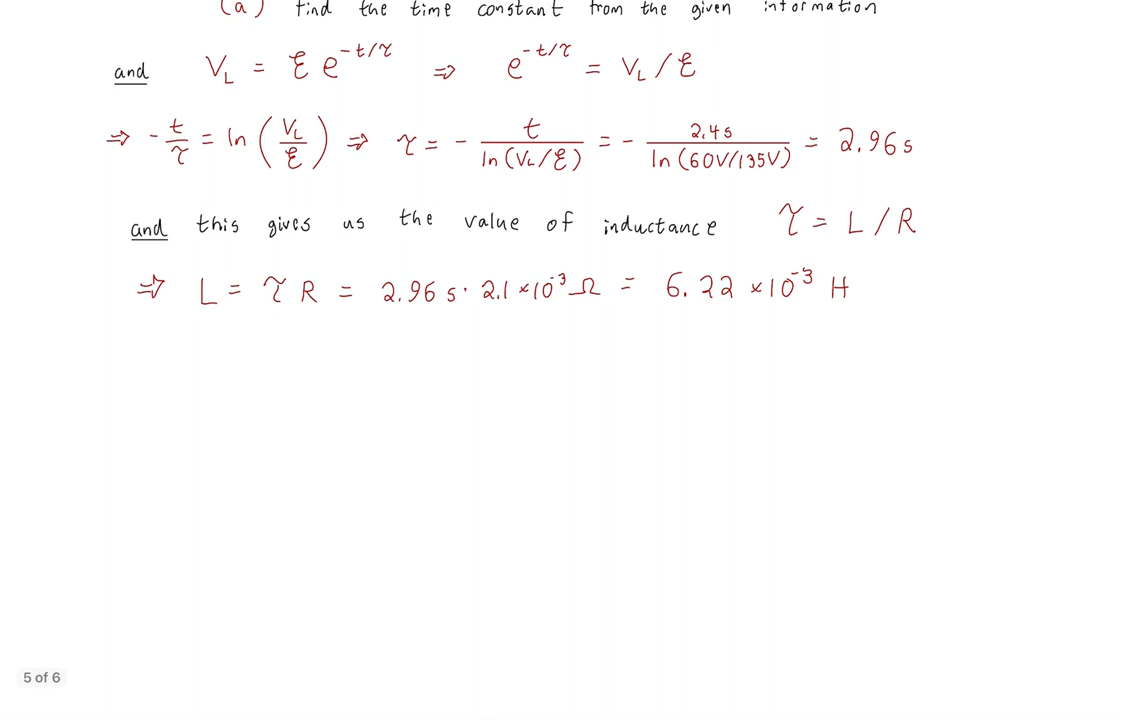 (a) find the time constant from the given information
and V_L = ℰ e^{-t/τ} ⇒ e^{-t/τ} = V_L / ℰ
⇒ - t/τ = ln (V_L/ℰ) ⇒ τ = - t / ln (V_L/ℰ) = - 2.4 s / ln (60V/135V) = 2.96 s
and this gives us the value of inductance τ = L / R
⇒ L = τ R = 2.96 s · 2.1 × 10^{-3} Ω = 6.22 × 10^{-3} H
5 of 6